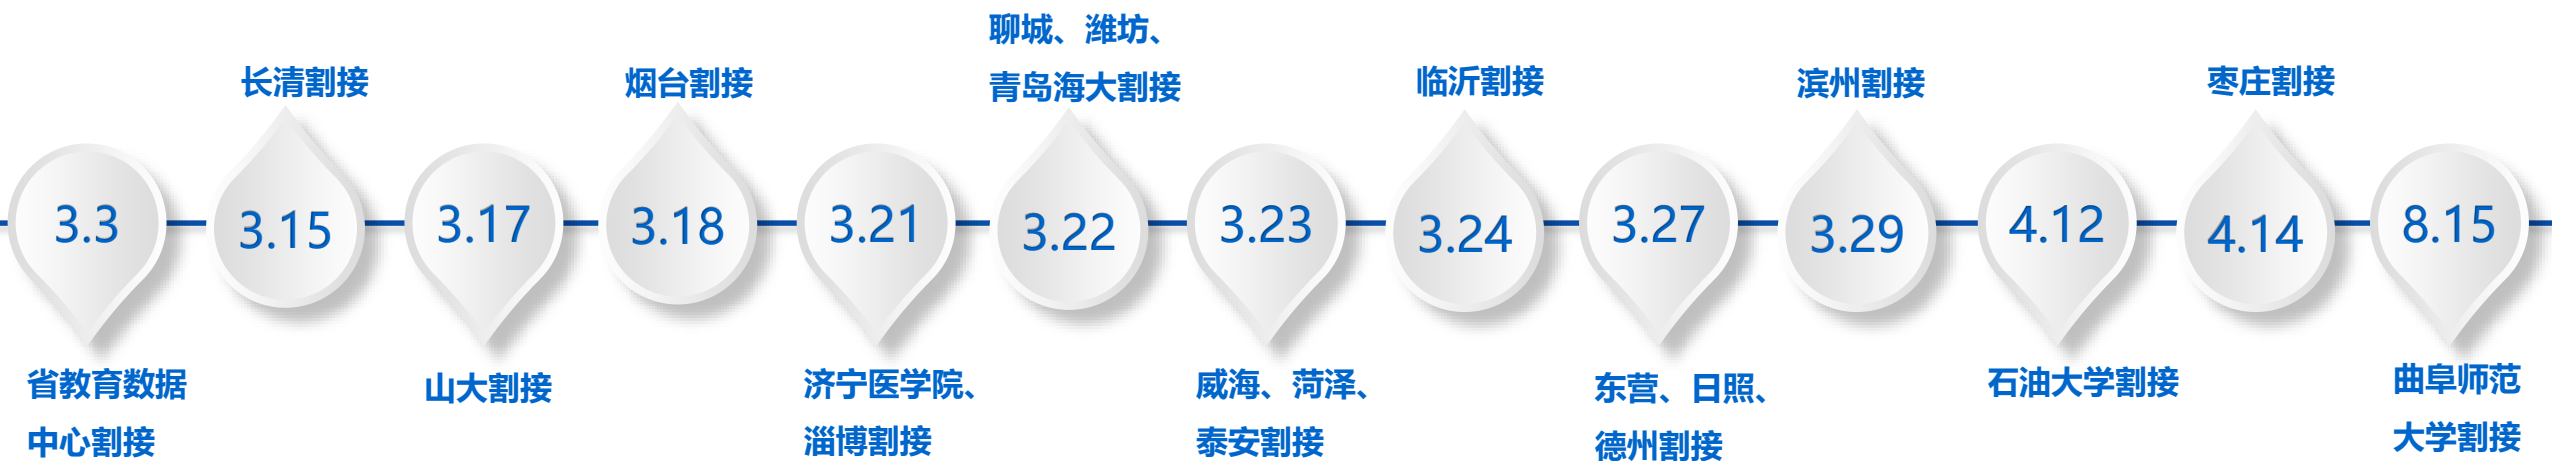 3.3
省教育数据
中心割接
长清割接
3.15
3.17
山大割接
烟台割接
3.18
3.21
济宁医学院、
淄博割接
聊城、潍坊、
青岛海大割接
3.22
3.23
威海、菏泽、
泰安割接
临沂割接
3.24
3.27
东营、日照、
德州割接
滨州割接
3.29
4.12
石油大学割接
枣庄割接
4.14
8.15
曲阜师范
大学割接